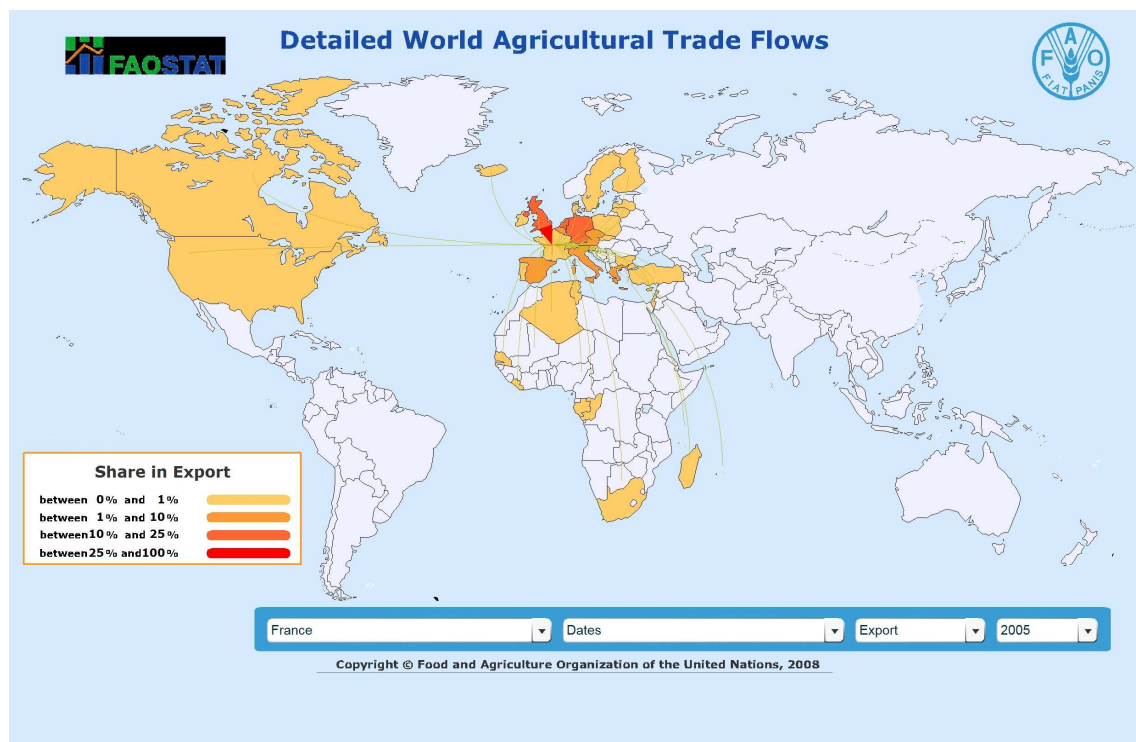 FAOSTAT
Detailed World Agricultural Trade Flows
F A O
FIAT PANIS
Share in Export
between 0% and 1%
between 1% and 10%
between10% and 25%
between25% and100%
France Dates Export 2005
Copyright © Food and Agriculture Organization of the United Nations, 2008